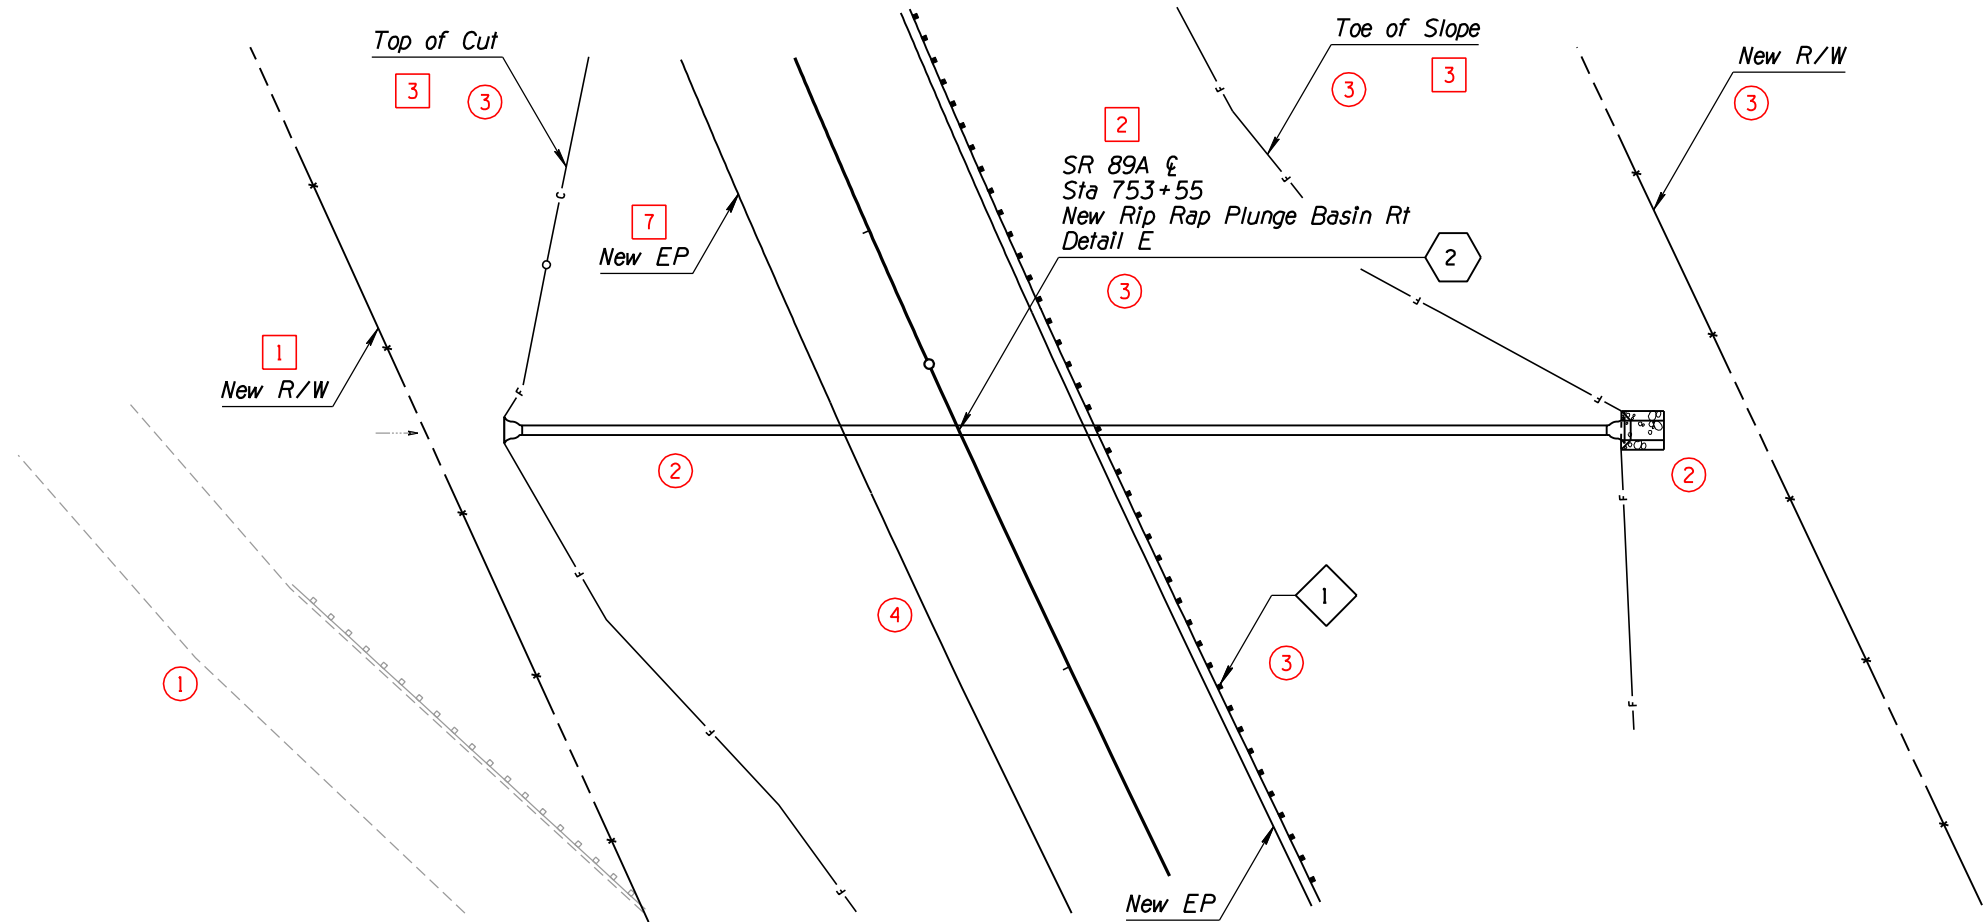 Top of Cut
3
3
Toe of Slope
3
3
New R/W
3
2
SR 89A ℄
Sta 753+55
New Rip Rap Plunge Basin Rt
Detail E
2
3
7
New EP
C
F
F
F
F
1
New R/W
F
2
2
F
F
4
1
3
1
F
F
F
New EP